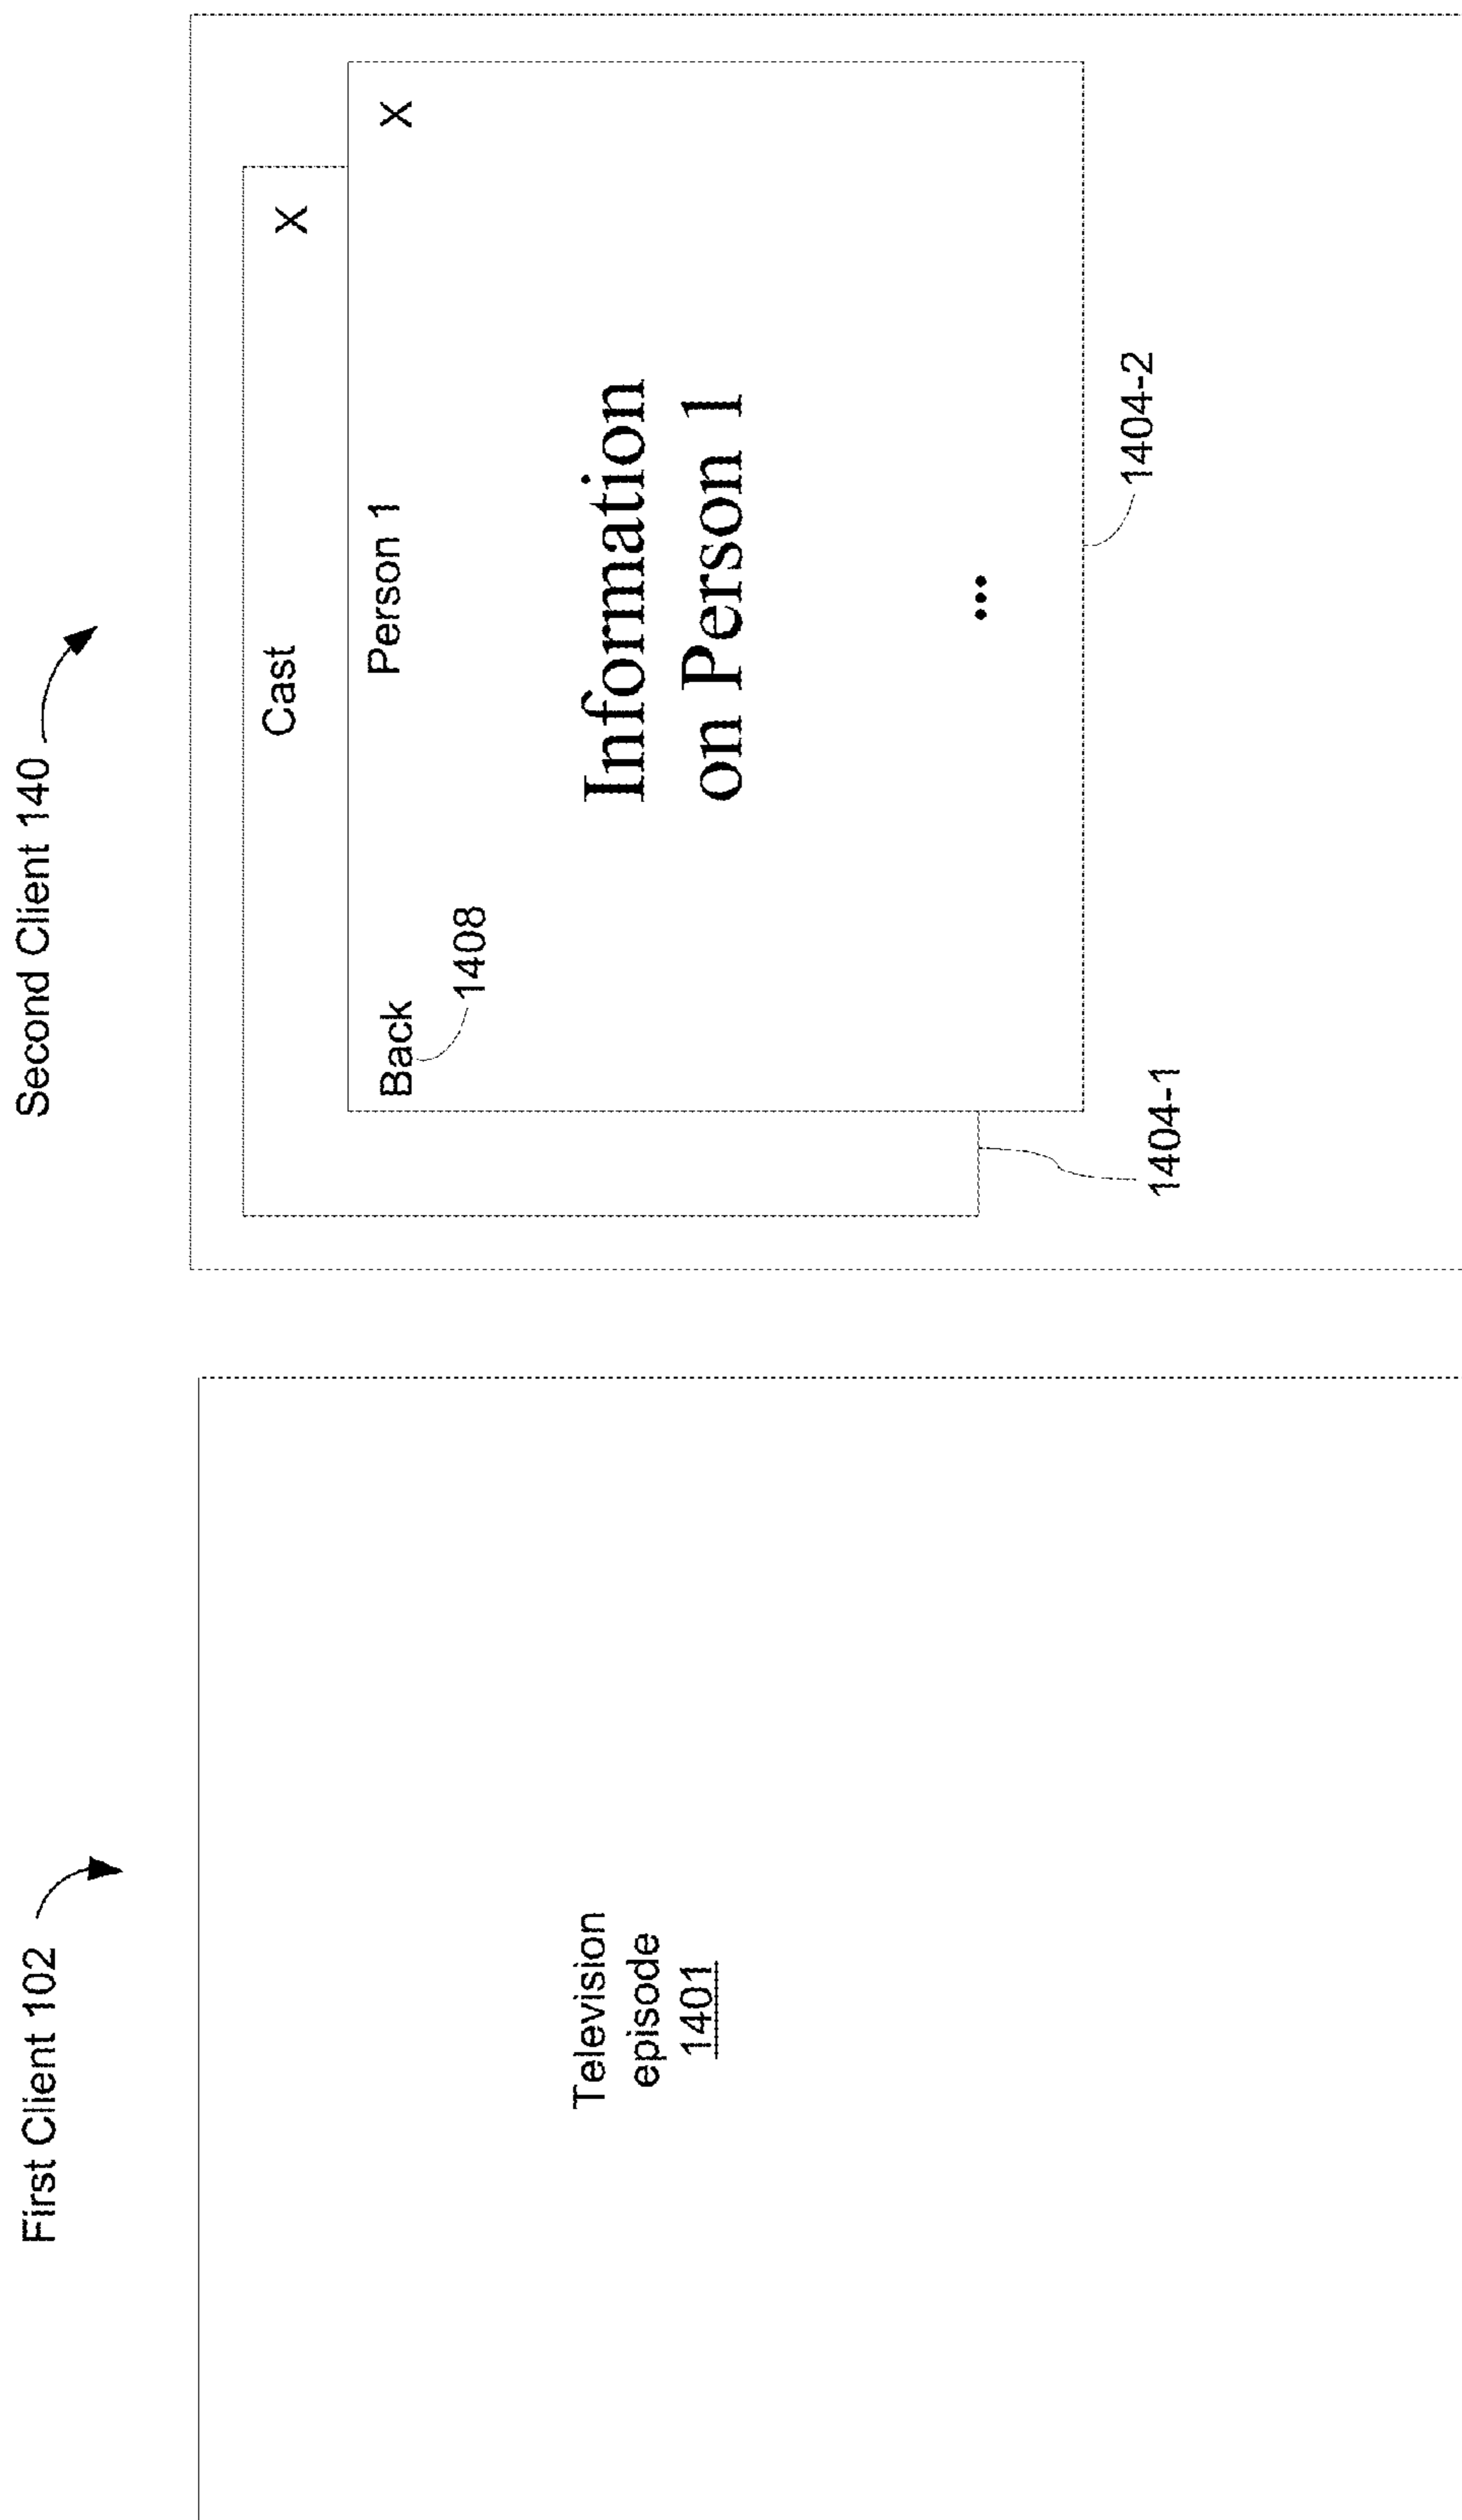 First Client 102
Television
episode
1401
Second Client 140
Cast
X
Back
Person 1
X
1408
Information
on Person 1
...
1404-1
1404-2